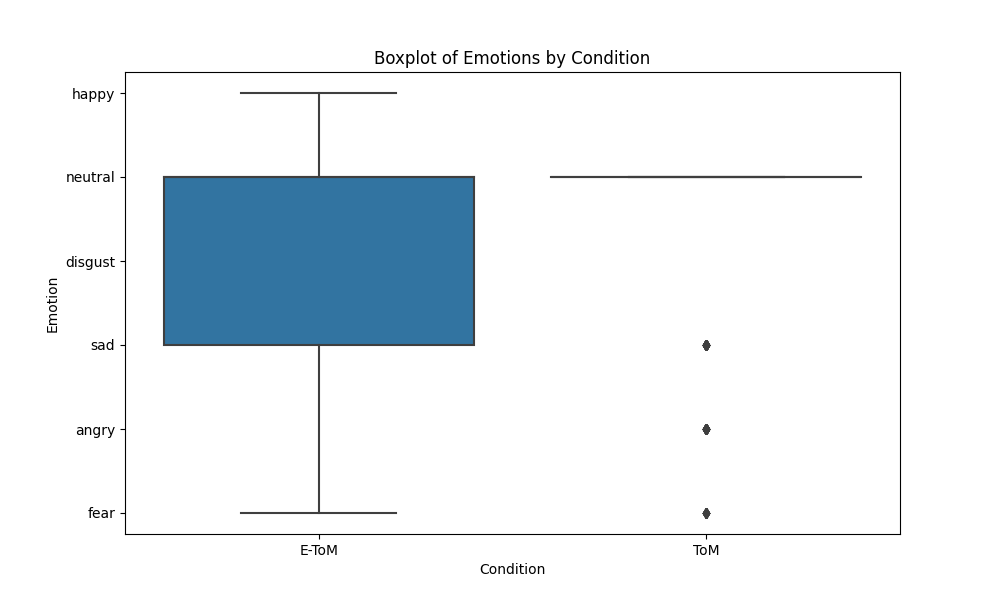 Boxplot of Emotions by Condition
happy
neutral
disgust
sad
angry
fear
Emotion
E-ToM
ToM
Condition